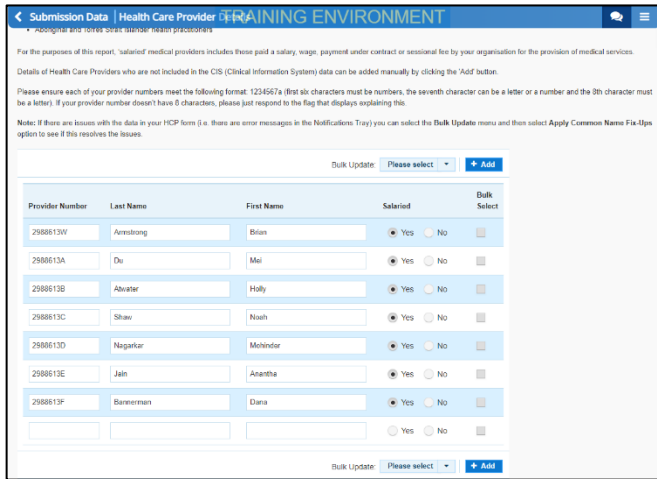 Submission Data | Health Care Provider Details
TRAINING ENVIRONMENT
• Aboriginal and Torres Strait Islander health practitioners
For the purposes of this report, 'salaried' medical providers includes those paid a salary, wage, payment under contract or sessional fee by your organisation for the provision of medical services.
Details of Health Care Providers who are not included in the CIS (Clinical Information System) data can be added manually by clicking the 'Add' button.
Please ensure each of your provider numbers meet the following format: 1234567a (first six characters must be numbers, the seventh character can be a letter or a number and the 8th character must
be a letter). If your provider number doesn't have 8 characters, please just respond to the flag that displays explaining this.
Note: If there are issues with the data in your HCP form (i.e. there are error messages in the Notifications Tray) you can select the Bulk Update menu and then select Apply Common Name Fix-Ups
option to see if this resolves the issues.
Bulk Update: Please select + Add
Provider Number Last Name First Name Salaried Bulk Select
2988613W Armstrong Brian Yes No
2988613A Du Mei Yes No
2988613B Atwater Holly Yes No
2988613C Shaw Noah Yes No
2988613D Nagarkar Mohinder Yes No
2988613E Jain Anantha Yes No
2988613F Bannerman Dana Yes No
Yes No
Bulk Update: Please select + Add